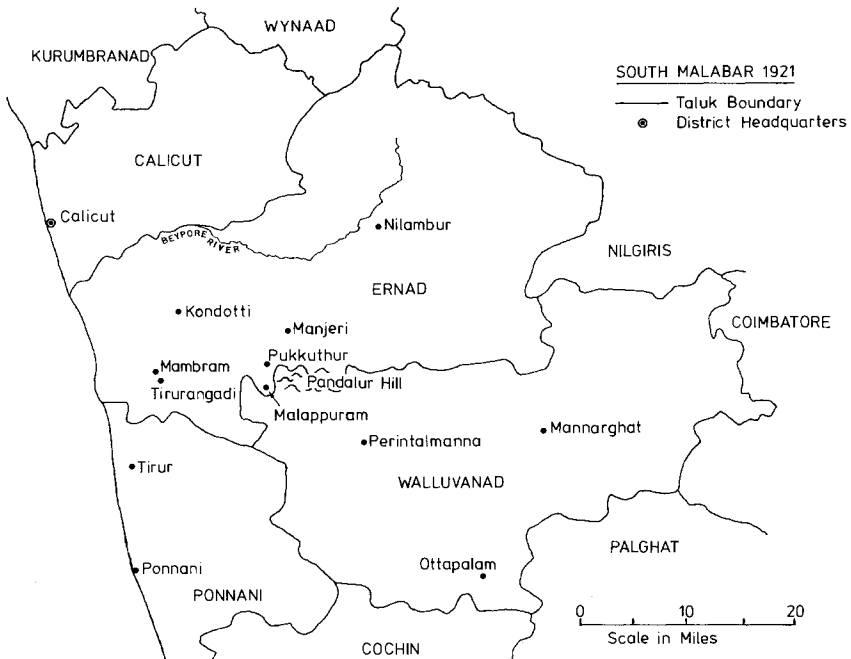 WYNAAD
KURUMBRANAD
SOUTH MALABAR 1921
Taluk Boundary
District Headquarters
CALICUT
Calicut
Nilambur
BEYPORE RIVER
NILGIRIS
ERNAD
Kondotti
COIMBATORE
Manjeri
Pukkuthur
Mambram
Pandalur Hill
Tirurangadi
Malappuram
Mannarghat
Perintalmanna
Tirur
WALLUVANAD
PALGHAT
Ottapalam
Ponnani
PONNANI
0 10 20
Scale in Miles
COCHIN